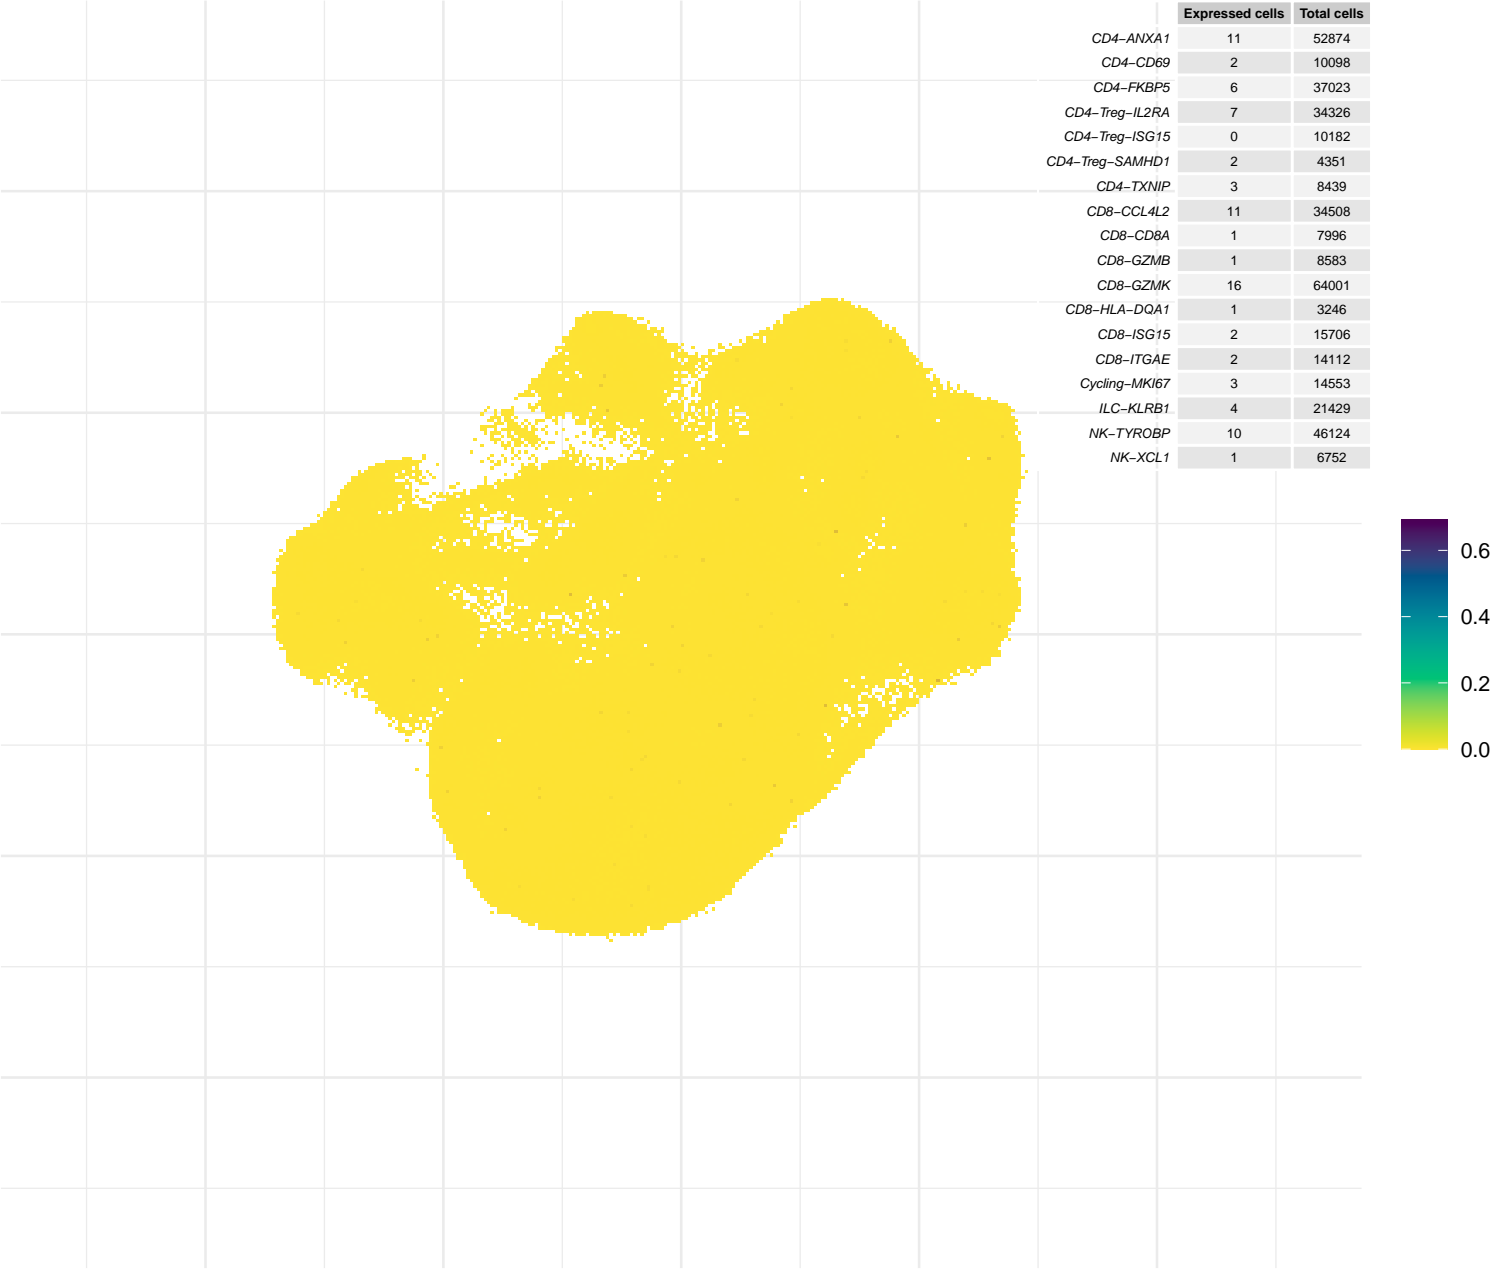 Expressed cells Total cells
CD4−ANXA1 11 52874
CD4−CD69 2 10098
CD4−FKBP5 6 37023
CD4−Treg−IL2RA 7 34326
CD4−Treg−ISG15 0 10182
CD4−Treg−SAMHD1 2 4351
CD4−TXNIP 3 8439
CD8−CCL4L2 11 34508
CD8−CD8A 1 7996
CD8−GZMB 1 8583
CD8−GZMK 16 64001
CD8−HLA−DQA1 1 3246
CD8−ISG15 2 15706
CD8−ITGAE 2 14112
Cycling−MKI67 3 14553
ILC−KLRB1 4 21429
NK−TYROBP 10 46124
NK−XCL1 1 6752
0.6
0.4
0.2
0.0